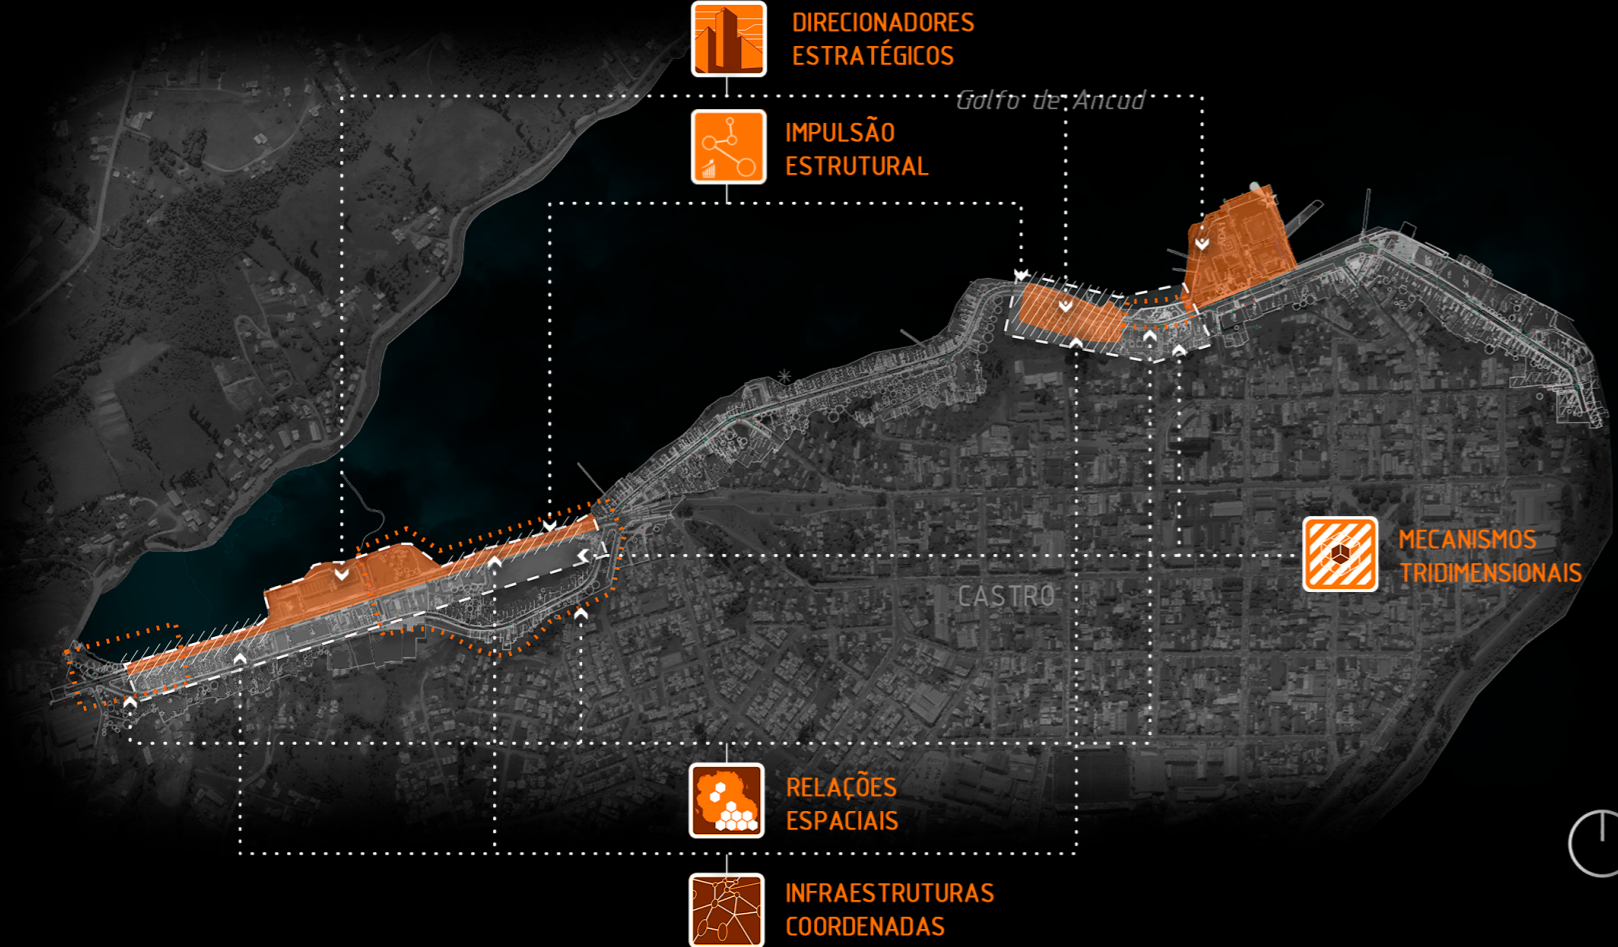 DIRECIONADORES
ESTRATÉGICOS
Golfo de Ancud
IMPULSÃO
ESTRUTURAL
MECANISMOS
TRIDIMENSIONAIS
CASTRO
RELAÇÕES
ESPACIAIS
INFRAESTRUTURAS
COORDENADAS